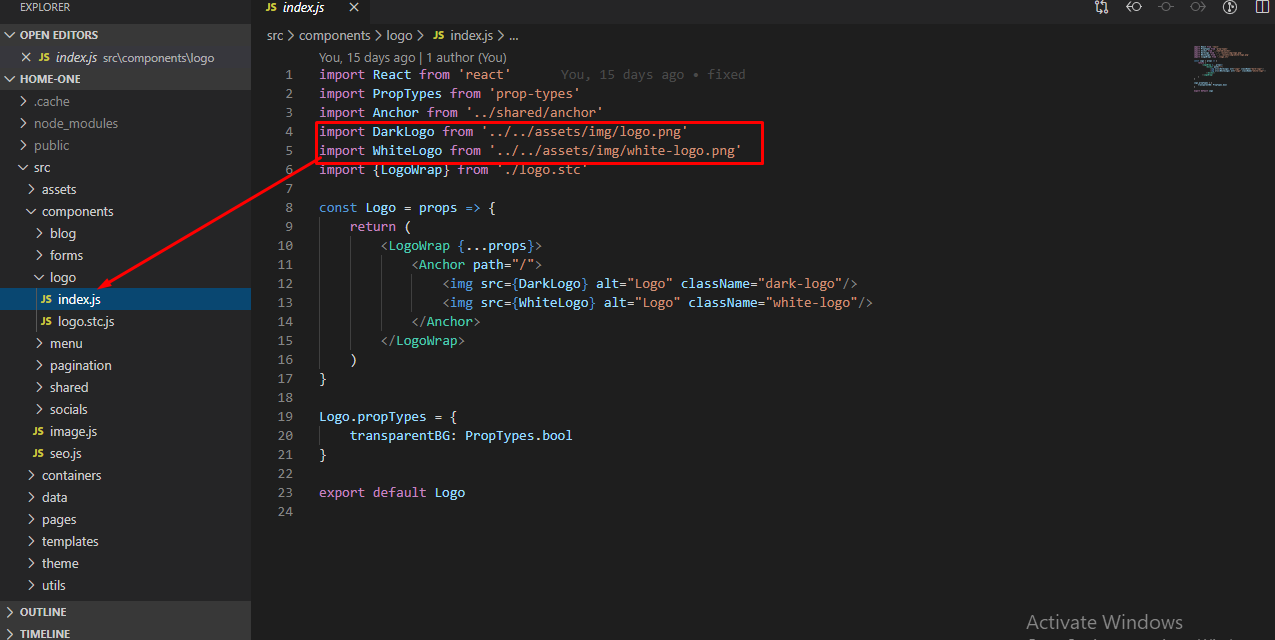 EXPLORER
OPEN EDITORS
JS index.js src\components\logo
HOME-ONE
.cache
node_modules
public
src
assets
components
blog
forms
logo
JS index.js
JS logo.stc.js
menu
pagination
shared
socials
JS image.js
JS seo.js
containers
data
pages
templates
theme
utils
OUTLINE
TIMELINE
JS index.js
src > components > logo > JS index.js > ...
You, 15 days ago | 1 author (You)
1 import React from 'react' You, 15 days ago • fixed
2 import PropTypes from 'prop-types'
3 import Anchor from '../shared/anchor'
4 import DarkLogo from '../../assets/img/logo.png'
5 import WhiteLogo from '../../assets/img/white-logo.png'
6 import {LogoWrap} from './logo.stc'
7
8 const Logo = props => {
9 return (
10 <LogoWrap {...props}>
11 <Anchor path="/">
12 <img src={DarkLogo} alt="Logo" className="dark-logo"/>
13 <img src={WhiteLogo} alt="Logo" className="white-logo"/>
14 </Anchor>
15 </LogoWrap>
16 )
17 }
18
19 Logo.propTypes = {
20 transparentBG: PropTypes.bool
21 }
22
23 export default Logo
24
Activate Windows